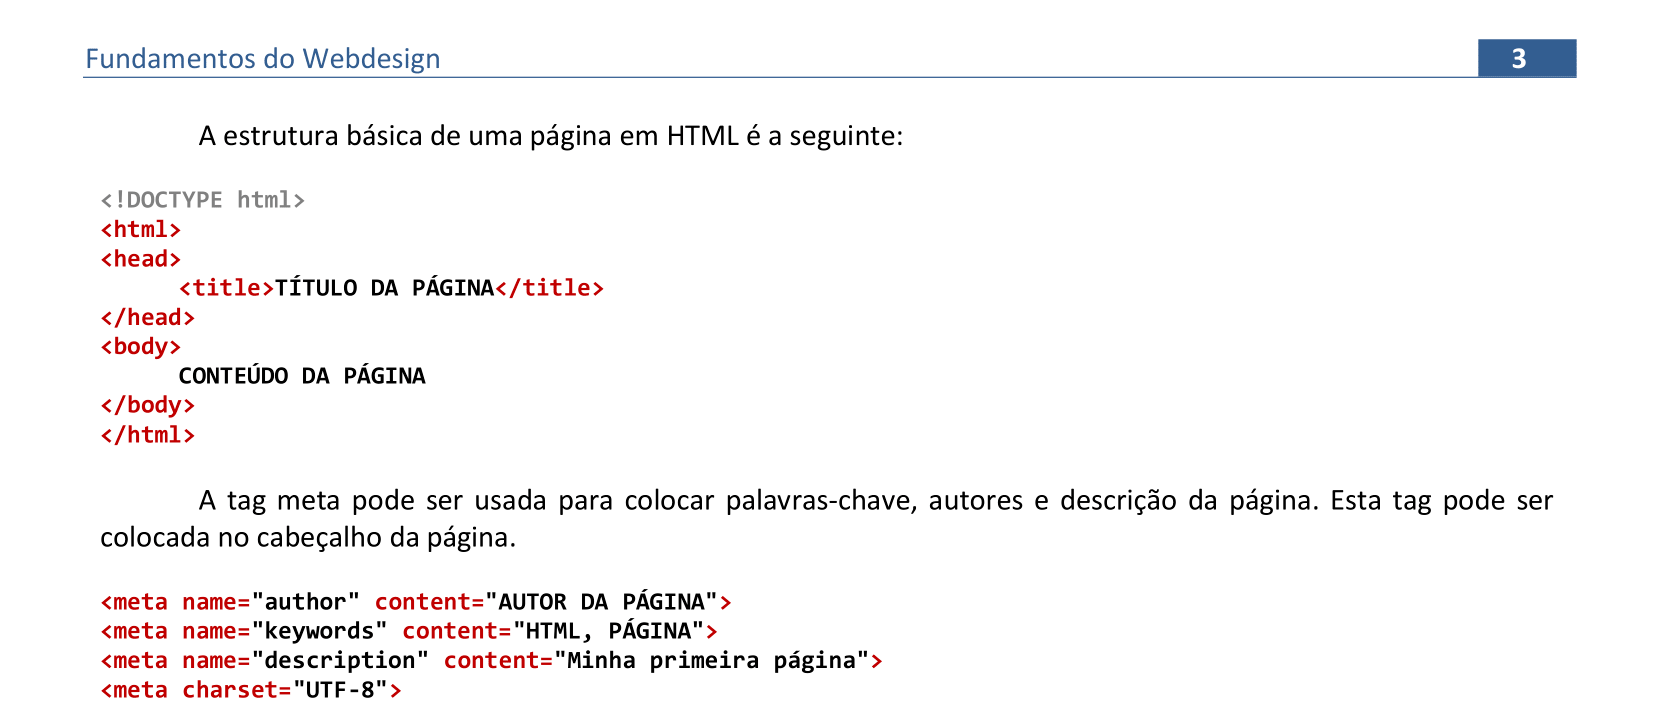 Fundamentos do Webdesign 3
A estrutura básica de uma página em HTML é a seguinte:
<!DOCTYPE html>
<html>
<head>
<title>TÍTULO DA PÁGINA</title>
</head>
<body>
CONTEÚDO DA PÁGINA
</body>
</html>
A tag meta pode ser usada para colocar palavras-chave, autores e descrição da página. Esta tag pode ser
colocada no cabeçalho da página.
<meta name="author" content="AUTOR DA PÁGINA">
<meta name="keywords" content="HTML, PÁGINA">
<meta name="description" content="Minha primeira página">
<meta charset="UTF-8">